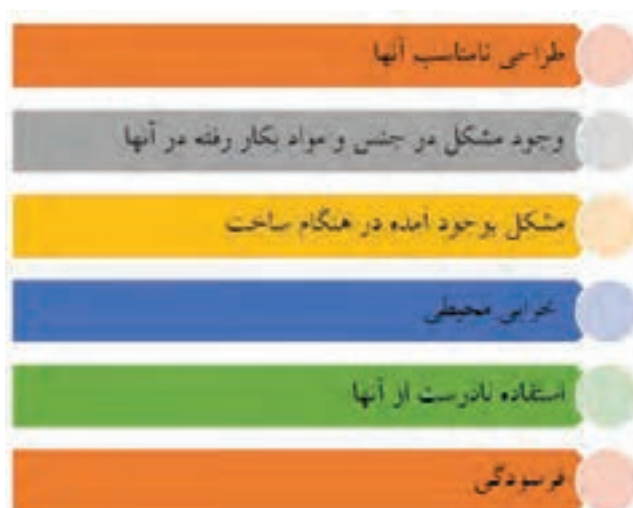 طراحی نامناسب آنها
وجود مشکل در جنس و مواد بکار رفته در آنها
مشکل بوجود آمده در هنگام ساخت
خرابی محیطی
استفاده نادرست از آنها
فرسودگی